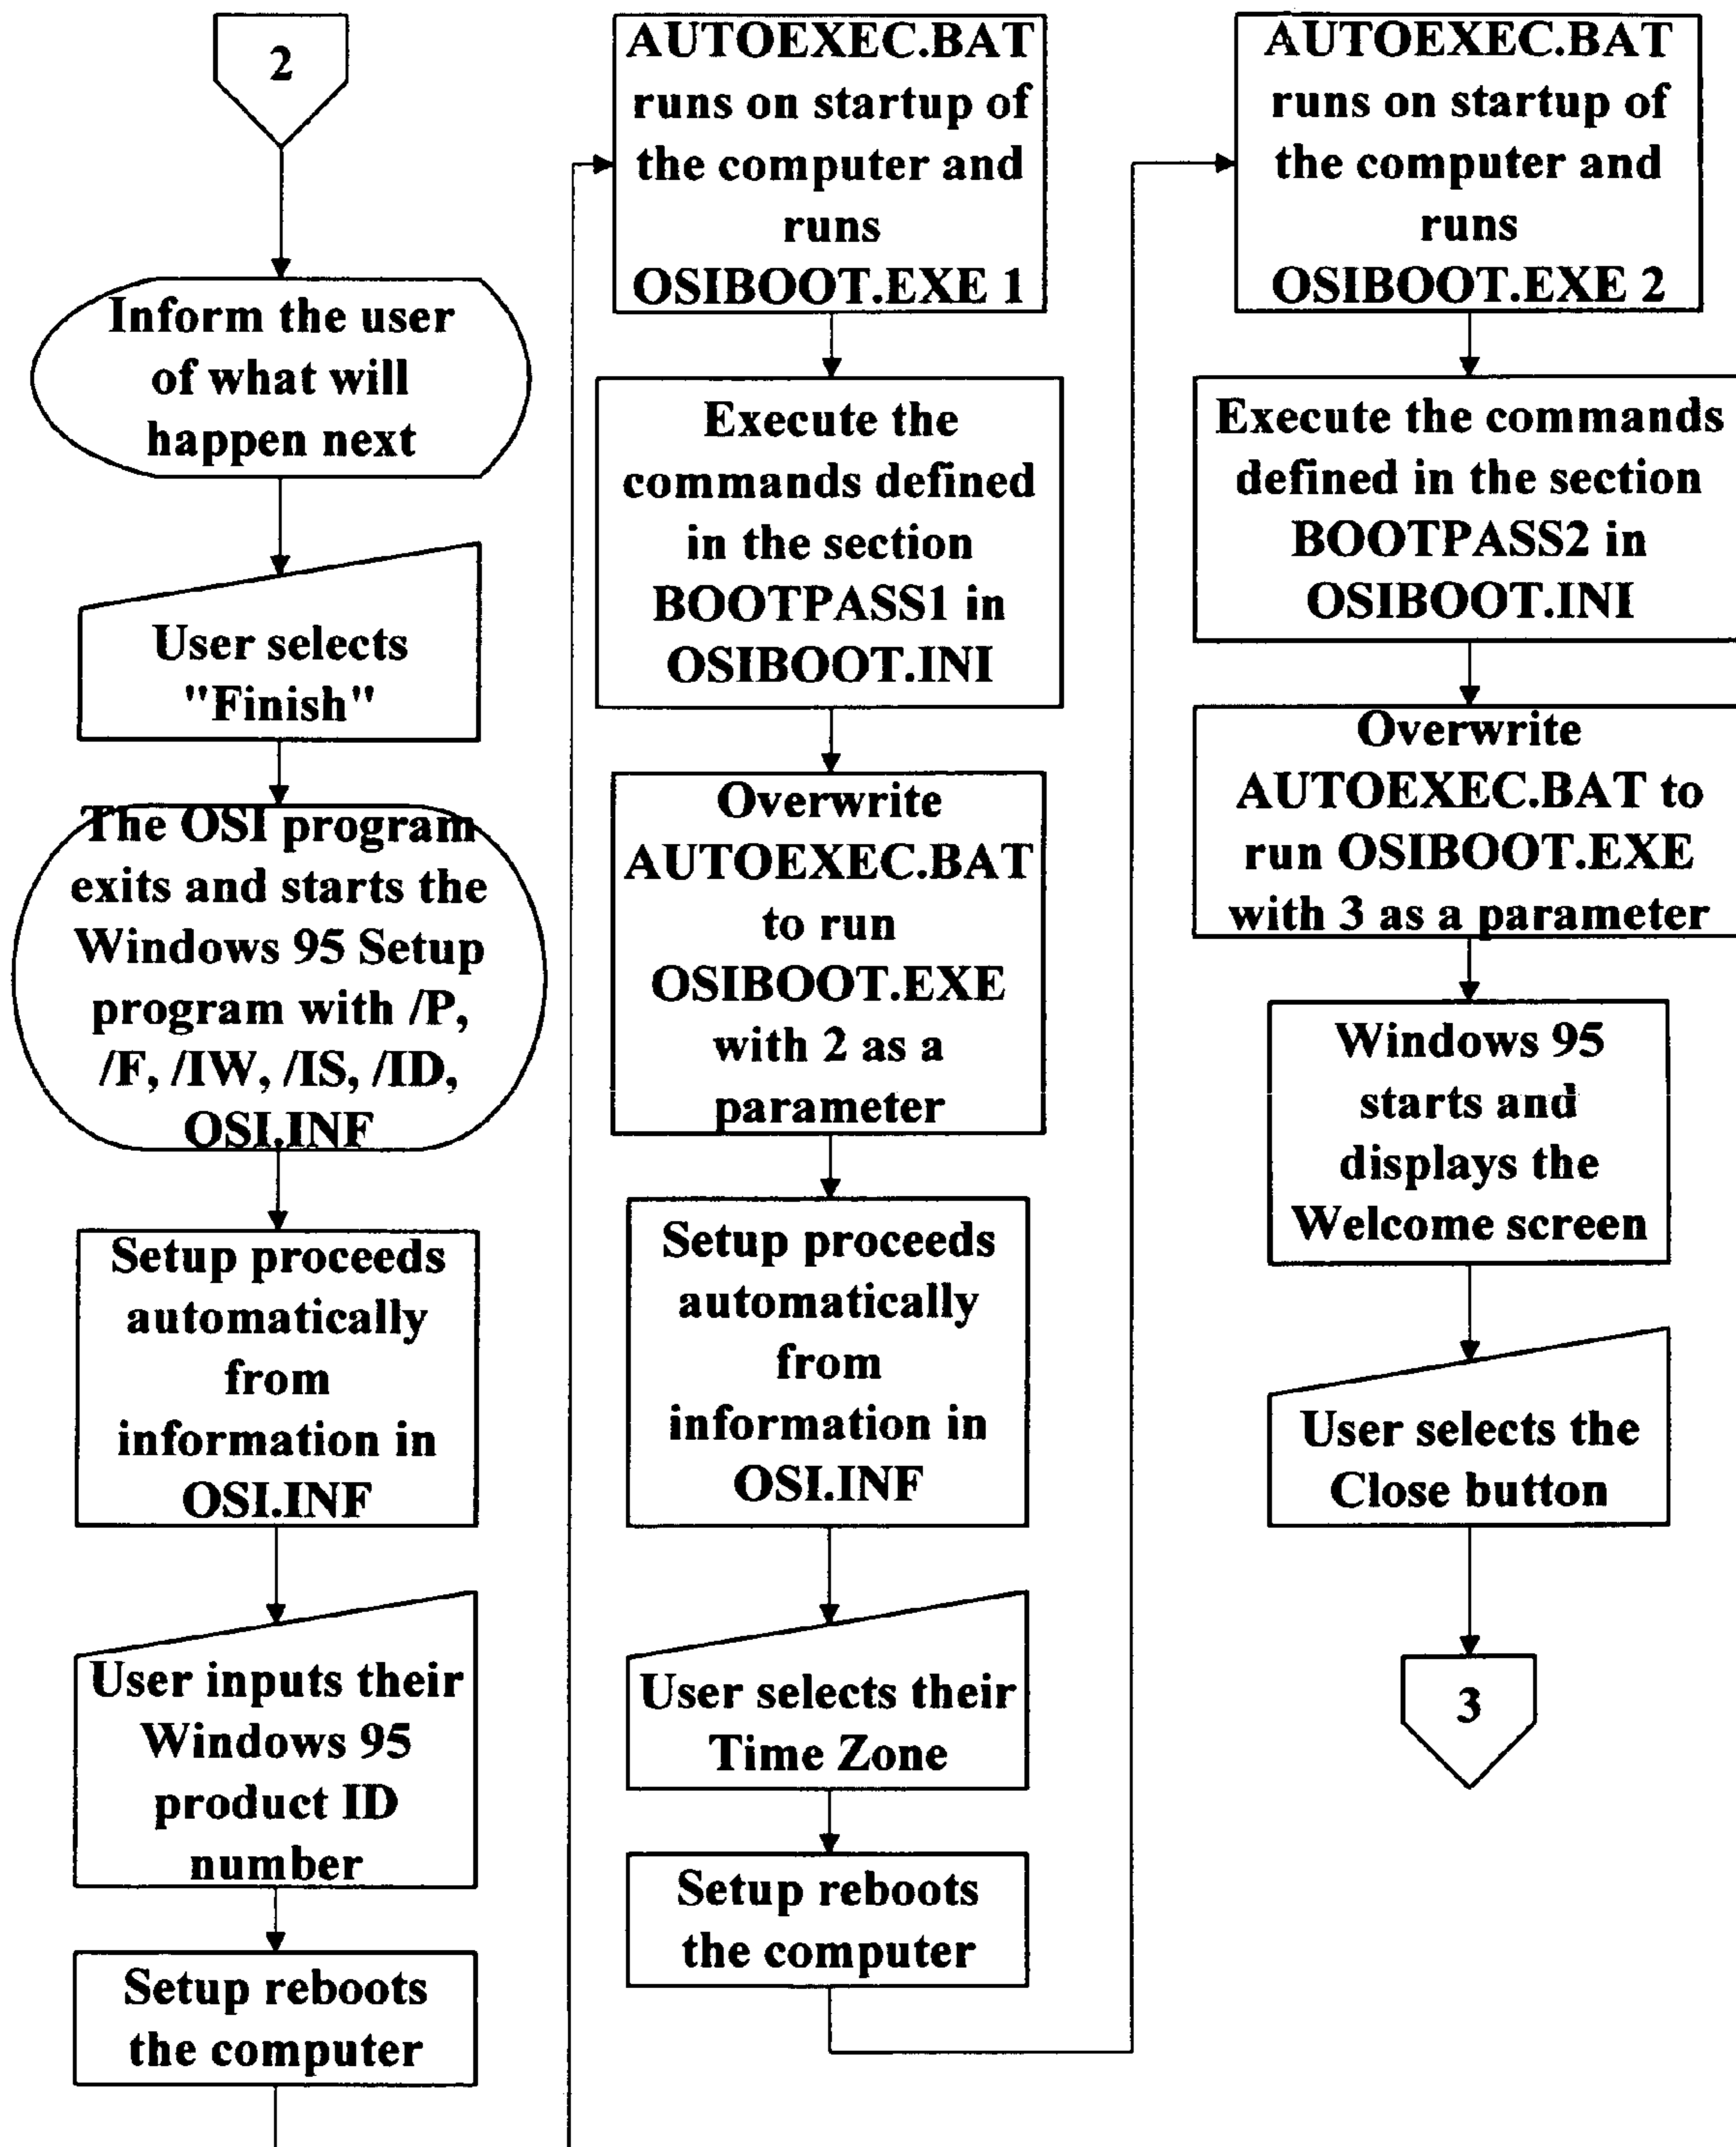 2
Inform the user
of what will
happen next
User selects
"Finish"
The OSI program
exits and starts the
Windows 95 Setup
program with /P,
/F, /IW, /IS, /ID,
OSI.INF
Setup proceeds
automatically
from
information in
OSI.INF
User inputs their
Windows 95
product ID
number
Setup reboots
the computer
AUTOEXEC.BAT
runs on startup of
the computer and
runs
OSIBOOT.EXE 1
Execute the
commands defined
in the section
BOOTPASS1 in
OSIBOOT.INI
Overwrite
AUTOEXEC.BAT
to run
OSIBOOT.EXE
with 2 as a
parameter
Setup proceeds
automatically
from
information in
OSI.INF
User selects their
Time Zone
Setup reboots
the computer
AUTOEXEC.BAT
runs on startup of
the computer and
runs
OSIBOOT.EXE 2
Execute the commands
defined in the section
BOOTPASS2 in
OSIBOOT.INI
Overwrite
AUTOEXEC.BAT to
run OSIBOOT.EXE
with 3 as a parameter
Windows 95
starts and
displays the
Welcome screen
User selects the
Close button
3